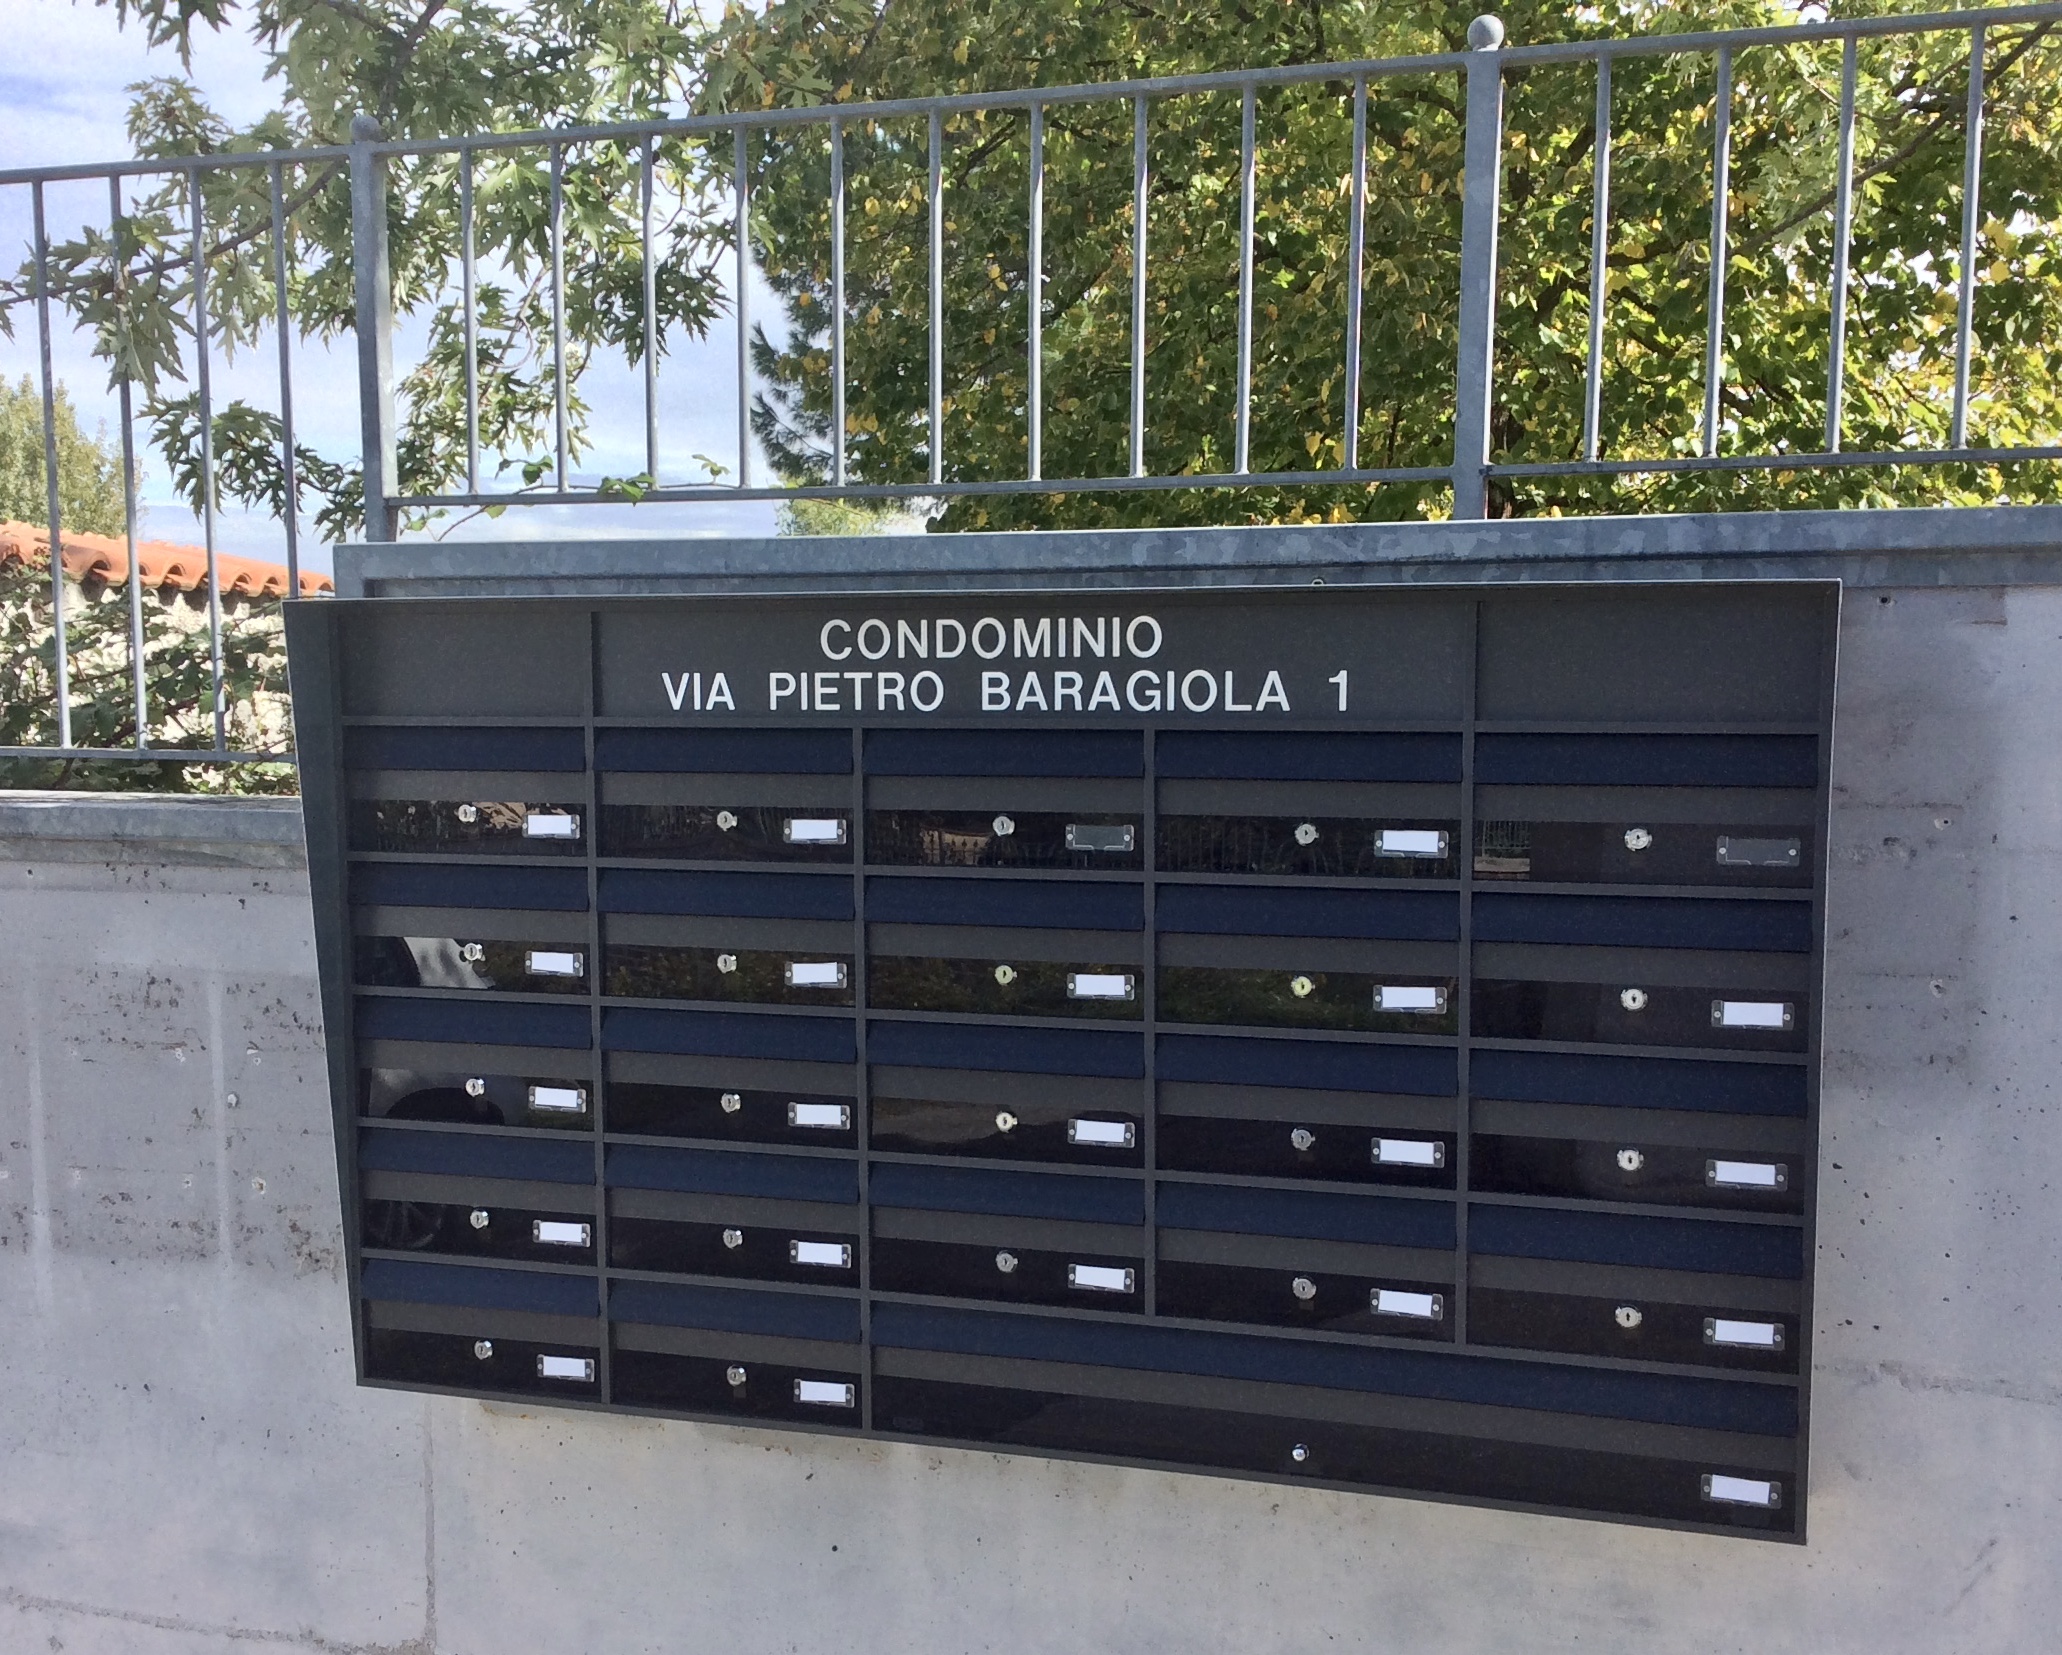 CONDOMINIO
VIA PIETRO BARAGIOLA 1